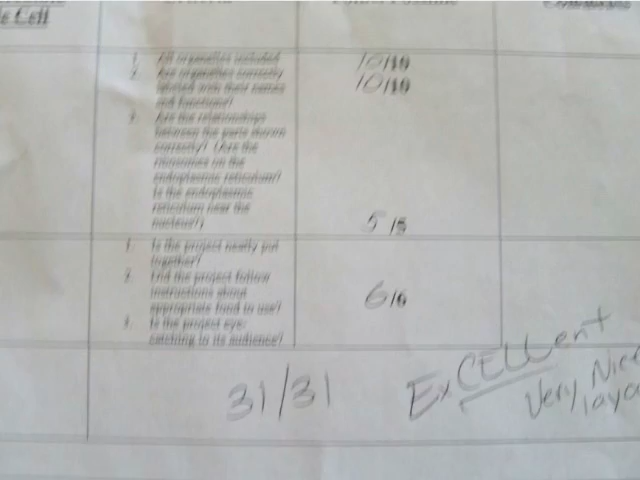 e Cell
Criteria
1. All organelles included 10/10
2. Are organelles correctly 10/10
labeled with their names
and functions?
3. Are the relationships
between the parts shown
correctly? (Are the
ribosomes on the
endoplasmic reticulum?
Is the endoplasmic
reticulum near the
nucleus?) 5/5
1. Is the project neatly put
together?
2. Did the project follow
instructions about 6/6
appropriate food to use?
3. Is the project eye-
catching to its audience?
31/31
ExCELLent
Very Nice